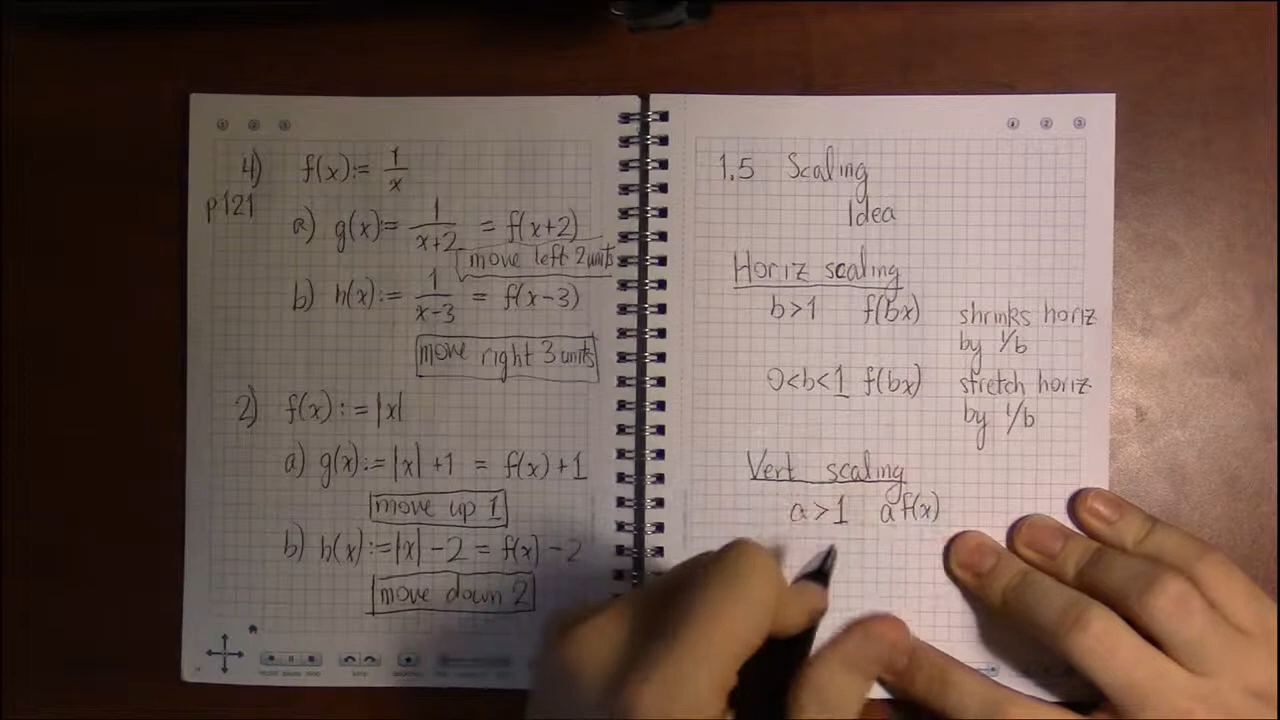 4) f(x):= 1/x
p121
a) g(x):= 1/(x+2) = f(x+2)
move left 2 units
b) h(x):= 1/(x-3) = f(x-3)
move right 3 units
2) f(x):= |x|
a) g(x):= |x| +1 = f(x)+1
move up 1
b) h(x):= |x| -2 = f(x) -2
move down 2
1.5 Scaling
Idea
Horiz scaling
b>1 f(bx) shrinks horiz
by 1/b
0<b<1 f(bx) stretch horiz
by 1/b
Vert scaling
a>1 a f(x)